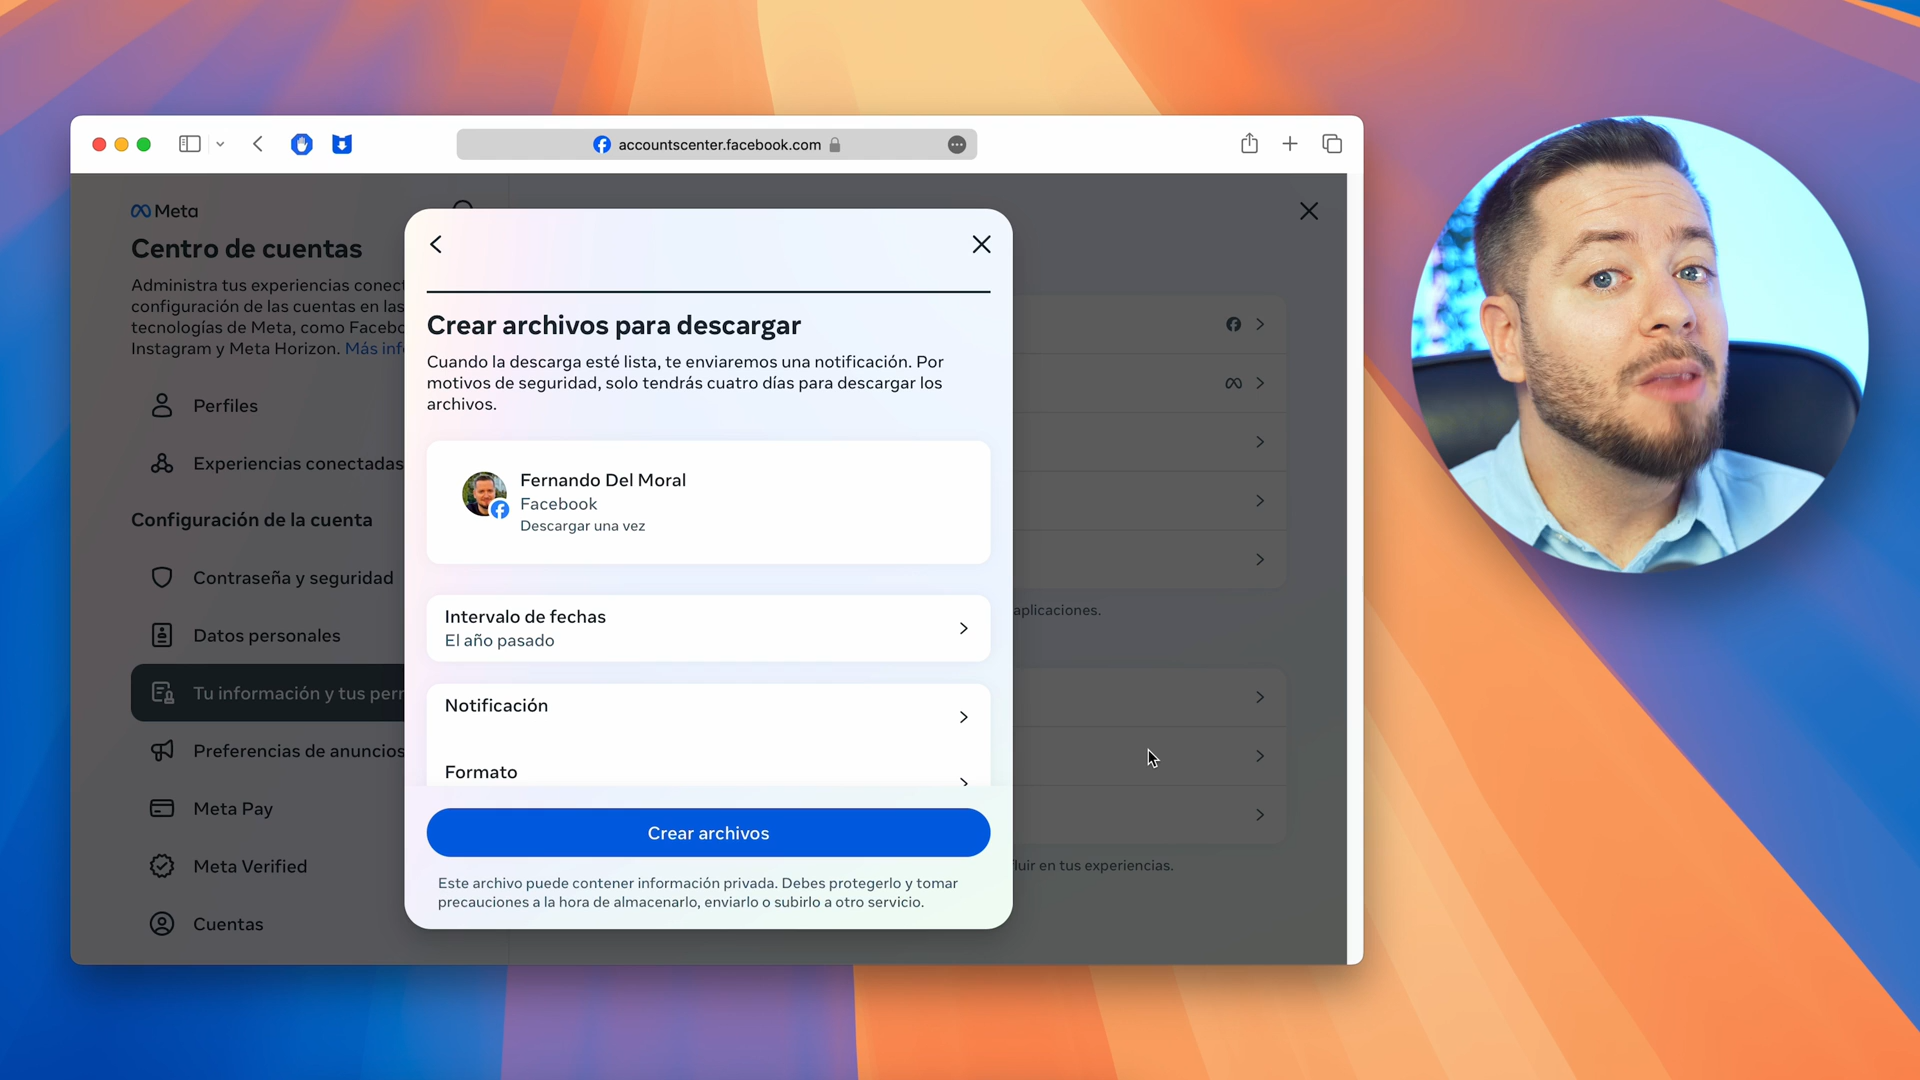 accountscenter.facebook.com
Meta
Centro de cuentas
Administra tus experiencias conect
configuración de las cuentas en las
tecnologías de Meta, como Facebo
Instagram y Meta Horizon. Más inf
Perfiles
Experiencias conectadas
Configuración de la cuenta
Contraseña y seguridad
Datos personales
Tu información y tus perr
Preferencias de anuncios
Meta Pay
Meta Verified
Cuentas
Crear archivos para descargar
Cuando la descarga esté lista, te enviaremos una notificación. Por
motivos de seguridad, solo tendrás cuatro días para descargar los
archivos.
Fernando Del Moral
Facebook
Descargar una vez
Intervalo de fechas
El año pasado
Notificación
Formato
Crear archivos
Este archivo puede contener información privada. Debes protegerlo y tomar
precauciones a la hora de almacenarlo, enviarlo o subirlo a otro servicio.
aplicaciones.
fluir en tus experiencias.